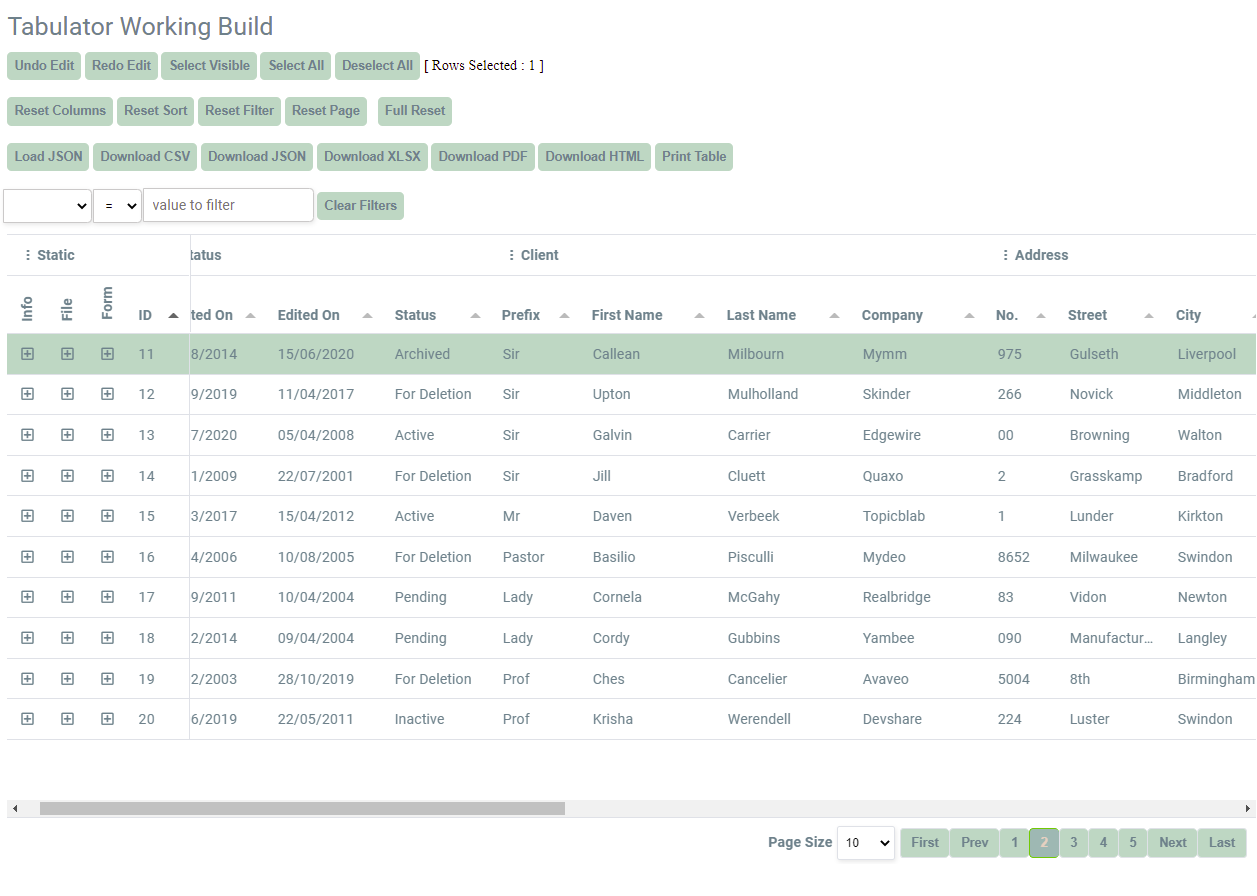 Tabulator Working Build
Undo Edit Redo Edit Select Visible Select All Deselect All [ Rows Selected : 1 ]
Reset Columns Reset Sort Reset Filter Reset Page Full Reset
Load JSON Download CSV Download JSON Download XLSX Download PDF Download HTML Print Table
= value to filter Clear Filters
Static tatus Client Address
Info File Form ID ted On Edited On Status Prefix First Name Last Name Company No. Street City
11 8/2014 15/06/2020 Archived Sir Callean Milbourn Mymm 975 Gulseth Liverpool
12 9/2019 11/04/2017 For Deletion Sir Upton Mulholland Skinder 266 Novick Middleton
13 7/2020 05/04/2008 Active Sir Galvin Carrier Edgewire 00 Browning Walton
14 1/2009 22/07/2001 For Deletion Sir Jill Cluett Quaxo 2 Grasskamp Bradford
15 3/2017 15/04/2012 Active Mr Daven Verbeek Topicblab 1 Lunder Kirkton
16 4/2006 10/08/2005 For Deletion Pastor Basilio Pisculli Mydeo 8652 Milwaukee Swindon
17 9/2011 10/04/2004 Pending Lady Cornela McGahy Realbridge 83 Vidon Newton
18 2/2014 09/04/2004 Pending Lady Cordy Gubbins Yambee 090 Manufactur... Langley
19 2/2003 28/10/2019 For Deletion Prof Ches Cancelier Avaveo 5004 8th Birmingham
20 6/2019 22/05/2011 Inactive Prof Krisha Werendell Devshare 224 Luster Swindon
Page Size 10 First Prev 1 2 3 4 5 Next Last